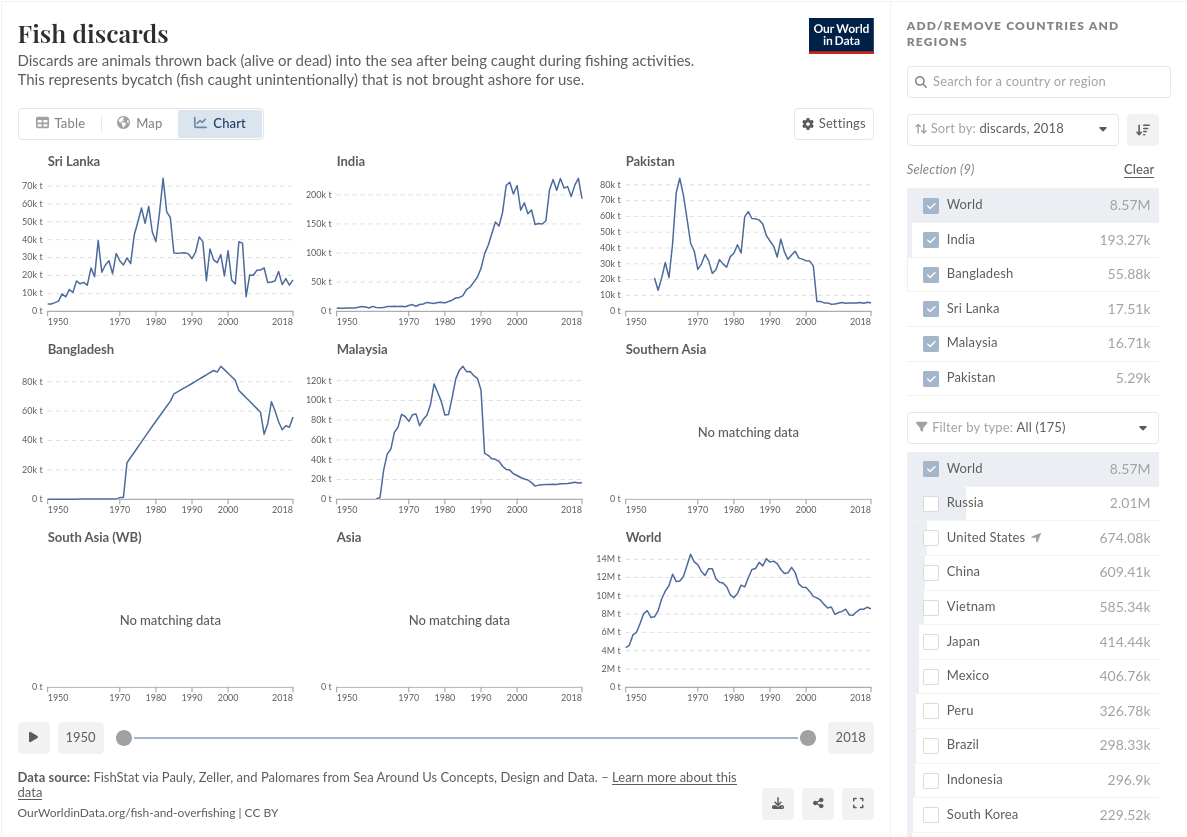 Fish discards
Discards are animals thrown back (alive or dead) into the sea after being caught during fishing activities.
This represents bycatch (fish caught unintentionally) that is not brought ashore for use.
Our World
in Data
Table
Map
Chart
Settings
Sri Lanka
70k t
60k t
50k t
40k t
30k t
20k t
10k t
0 t
1950
1970
1980
1990
2000
2018
India
200k t
150k t
100k t
50k t
0 t
1950
1970
1980
1990
2000
2018
Pakistan
80k t
70k t
60k t
50k t
40k t
30k t
20k t
10k t
0 t
1950
1970
1980
1990
2000
2018
Bangladesh
80k t
60k t
40k t
20k t
0 t
1950
1970
1980
1990
2000
2018
Malaysia
120k t
100k t
80k t
60k t
40k t
20k t
0 t
1950
1970
1980
1990
2000
2018
Southern Asia
No matching data
0 t
1950
1970
1980
1990
2000
2018
South Asia (WB)
No matching data
0 t
1950
1970
1980
1990
2000
2018
Asia
No matching data
0 t
1950
1970
1980
1990
2000
2018
World
14M t
12M t
10M t
8M t
6M t
4M t
2M t
0 t
1950
1970
1980
1990
2000
2018
1950
2018
Data source: FishStat via Pauly, Zeller, and Palomares from Sea Around Us Concepts, Design and Data. – Learn more about this
data
OurWorldinData.org/fish-and-overfishing | CC BY
ADD/REMOVE COUNTRIES AND
REGIONS
Search for a country or region
Sort by: discards, 2018
Selection (9)
Clear
World 8.57M
India 193.27k
Bangladesh 55.88k
Sri Lanka 17.51k
Malaysia 16.71k
Pakistan 5.29k
Filter by type: All (175)
World 8.57M
Russia 2.01M
United States 674.08k
China 609.41k
Vietnam 585.34k
Japan 414.44k
Mexico 406.76k
Peru 326.78k
Brazil 298.33k
Indonesia 296.9k
South Korea 229.52k